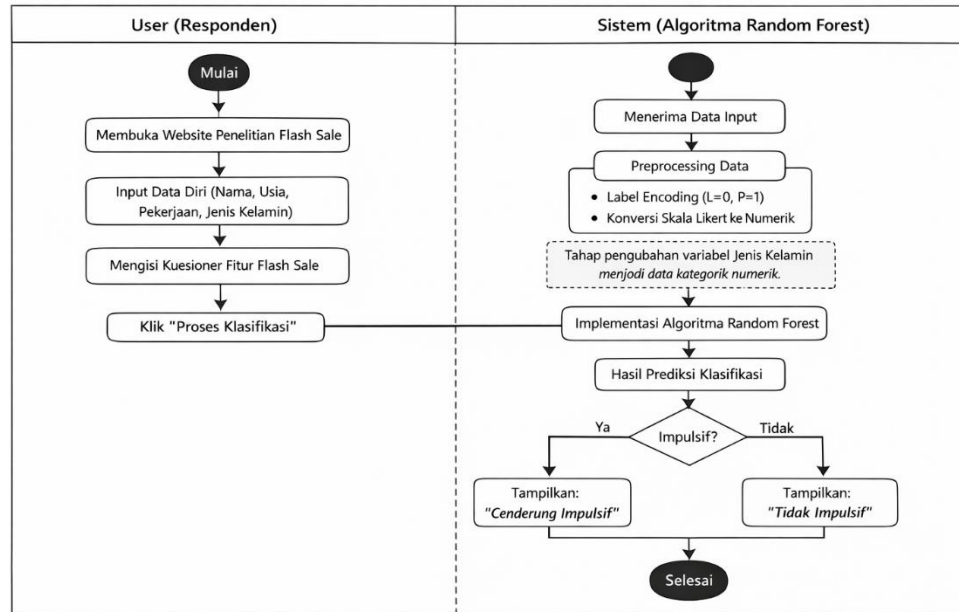 User (Responden)
Mulai
Membuka Website Penelitian Flash Sale
Input Data Diri (Nama, Usia,
Pekerjaan, Jenis Kelamin)
Mengisi Kuesioner Fitur Flash Sale
Klik "Proses Klasifikasi"
Sistem (Algoritma Random Forest)
Menerima Data Input
Preprocessing Data
• Label Encoding (L=0, P=1)
• Konversi Skala Likert ke Numerik
Tahap pengubahan variabel Jenis Kelamin
menjadi data kategorik numerik.
Implementasi Algoritma Random Forest
Hasil Prediksi Klasifikasi
Ya
Impulsif?
Tidak
Tampilkan:
"Cenderung Impulsif"
Tampilkan:
"Tidak Impulsif"
Selesai